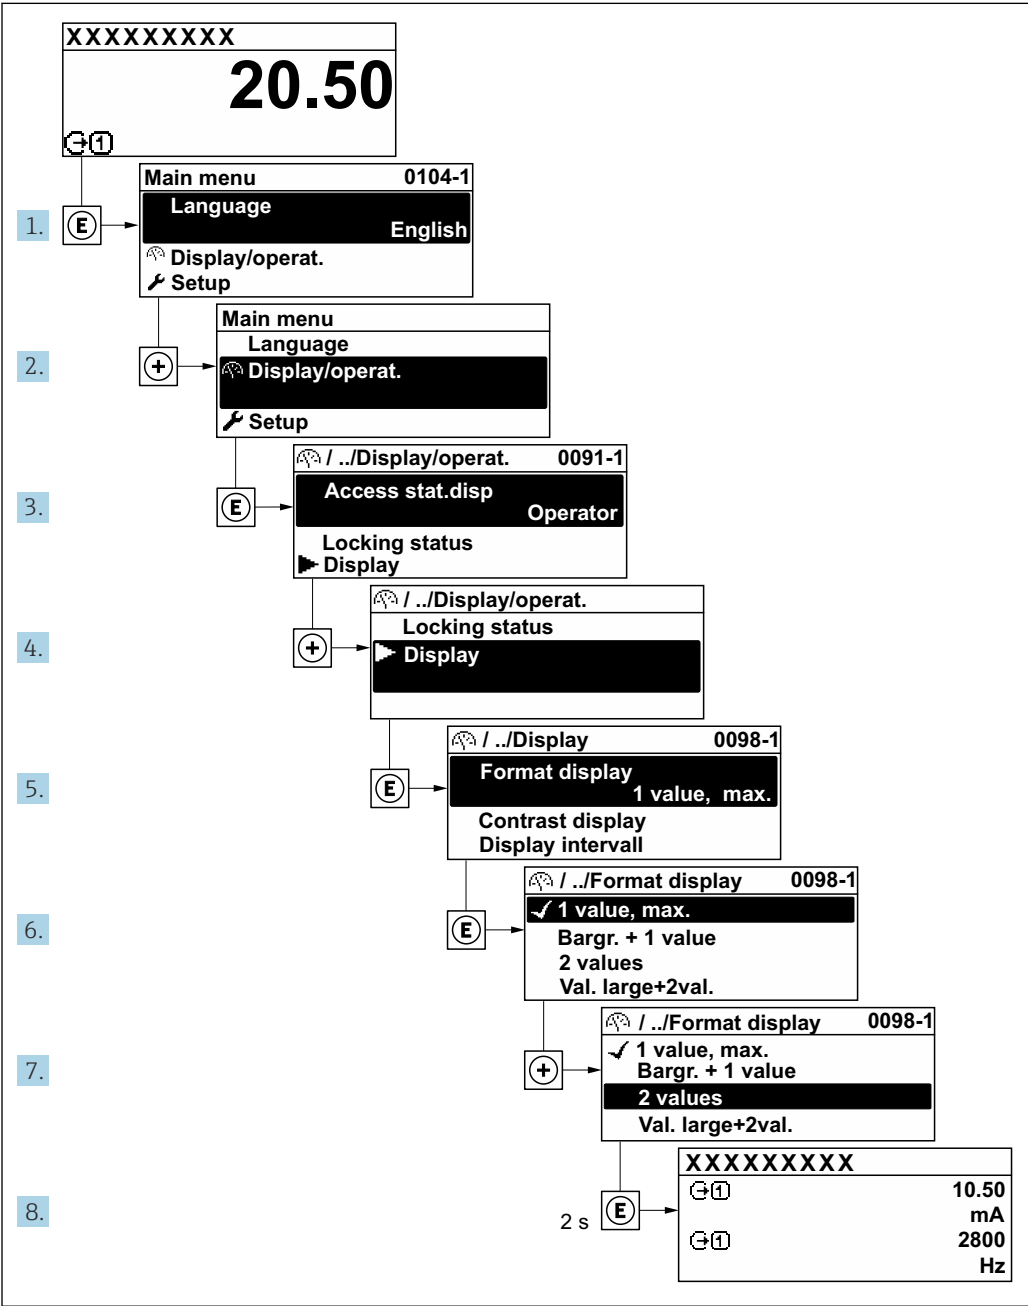 XXXXXXXXX
20.50
1
1.
E
Main menu 0104-1
Language
English
Display/operat.
Setup
2.
+
Main menu
Language
Display/operat.
Setup
3.
E
/ ../Display/operat. 0091-1
Access stat.disp
Operator
Locking status
Display
4.
+
/ ../Display/operat.
Locking status
Display
5.
E
/ ../Display 0098-1
Format display
1 value, max.
Contrast display
Display intervall
6.
E
/ ../Format display 0098-1
1 value, max.
Bargr. + 1 value
2 values
Val. large+2val.
7.
+
/ ../Format display 0098-1
1 value, max.
Bargr. + 1 value
2 values
Val. large+2val.
8.
2 s
E
XXXXXXXXX
1 10.50
mA
1 2800
Hz